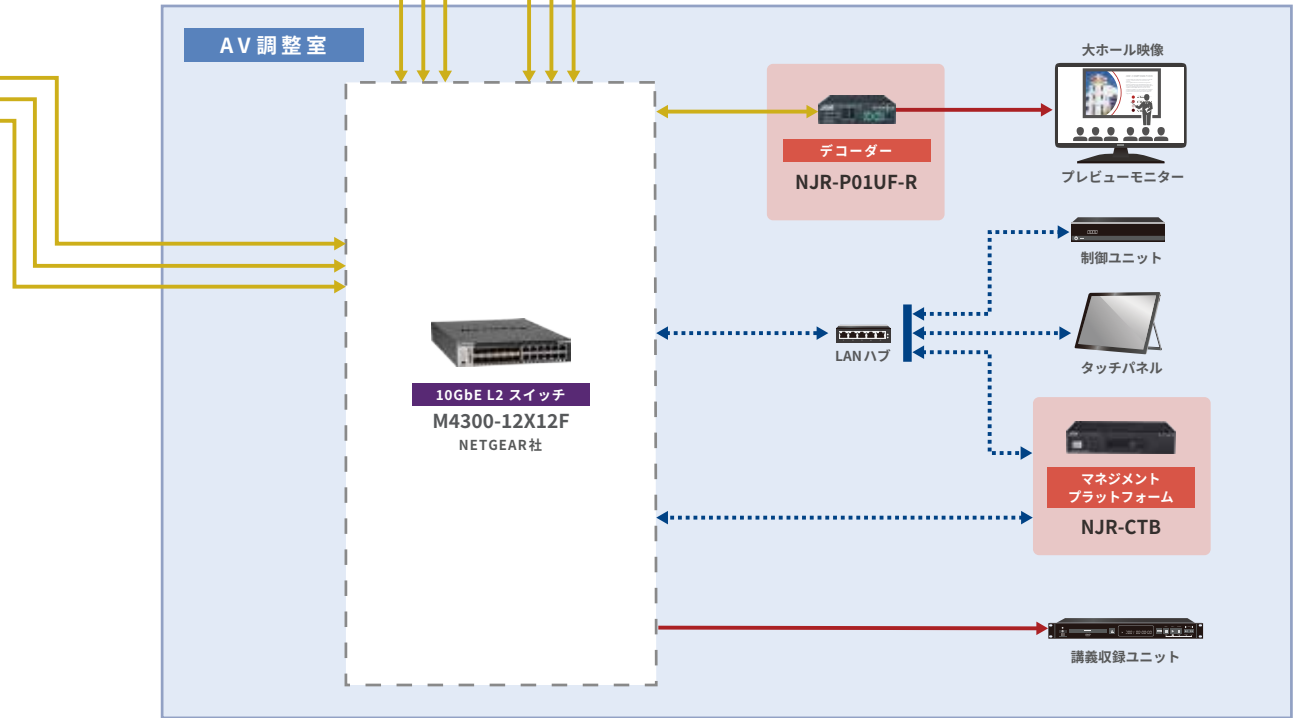 AV調整室
大ホール映像
デコーダー
NJR-P01UF-R
プレビューモニター
制御ユニット
LANハブ
タッチパネル
10GbE L2 スイッチ
M4300-12X12F
NETGEAR社
マネジメント
プラットフォーム
NJR-CTB
講義収録ユニット